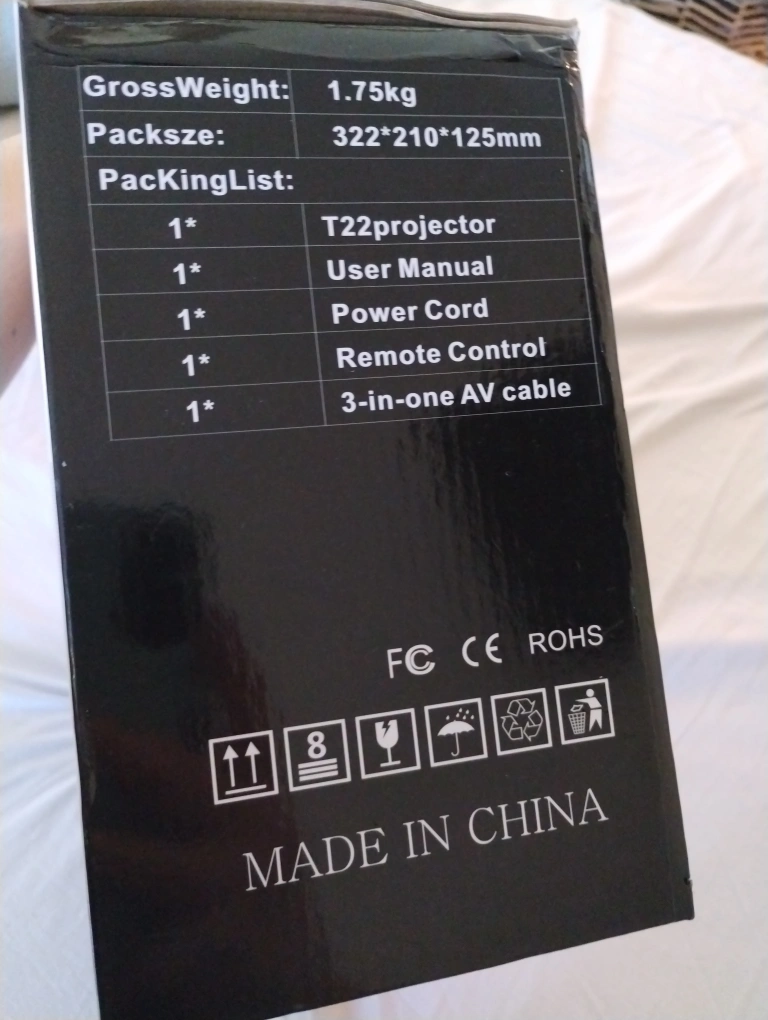 GrossWeight: 1.75kg
Packsze: 322*210*125mm
PacKingList:
1* T22projector
1* User Manual
1* Power Cord
1* Remote Control
1* 3-in-one AV cable
FC CE ROHS
8
MADE IN CHINA